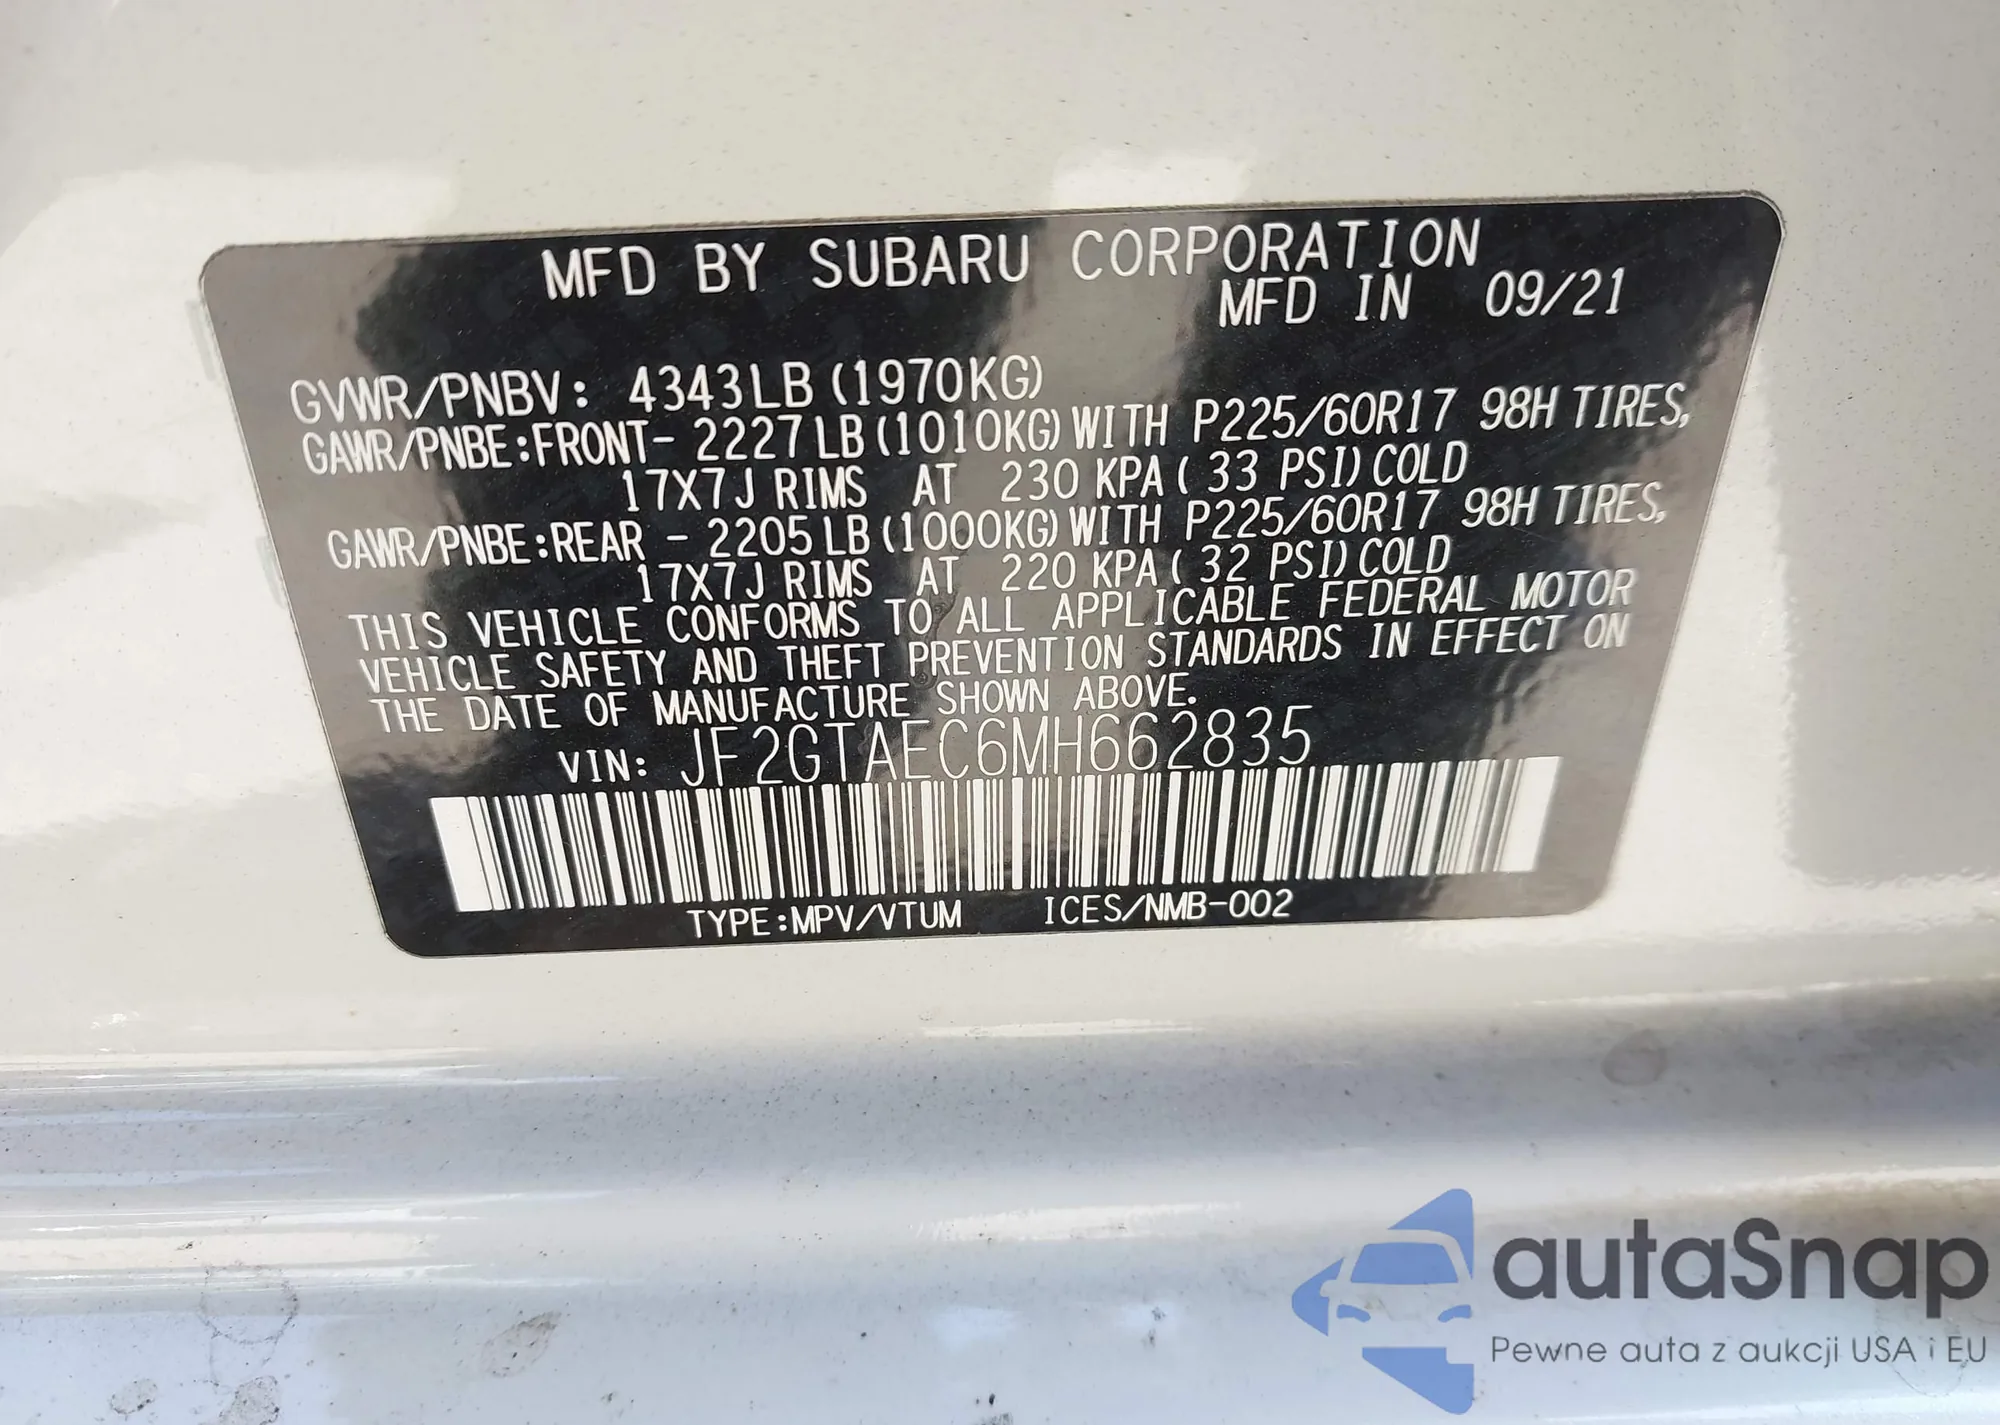 MFD BY SUBARU CORPORATION
MFD IN 09/21
GVWR/PNBV: 4343LB (1970KG)
GAWR/PNBE:FRONT- 2227LB (1010KG) WITH P225/60R17 98H TIRES,
17X7J RIMS AT 230 KPA ( 33 PSI) COLD
GAWR/PNBE:REAR - 2205LB (1000KG) WITH P225/60R17 98H TIRES,
17X7J RIMS AT 220 KPA ( 32 PSI) COLD
THIS VEHICLE CONFORMS TO ALL APPLICABLE FEDERAL MOTOR
VEHICLE SAFETY AND THEFT PREVENTION STANDARDS IN EFFECT ON
THE DATE OF MANUFACTURE SHOWN ABOVE.
VIN: JF2GTAEC6MH662835
TYPE:MPV/VTUM ICES/NMB-002
autaSnap
Pewne auta z aukcji USA i EU